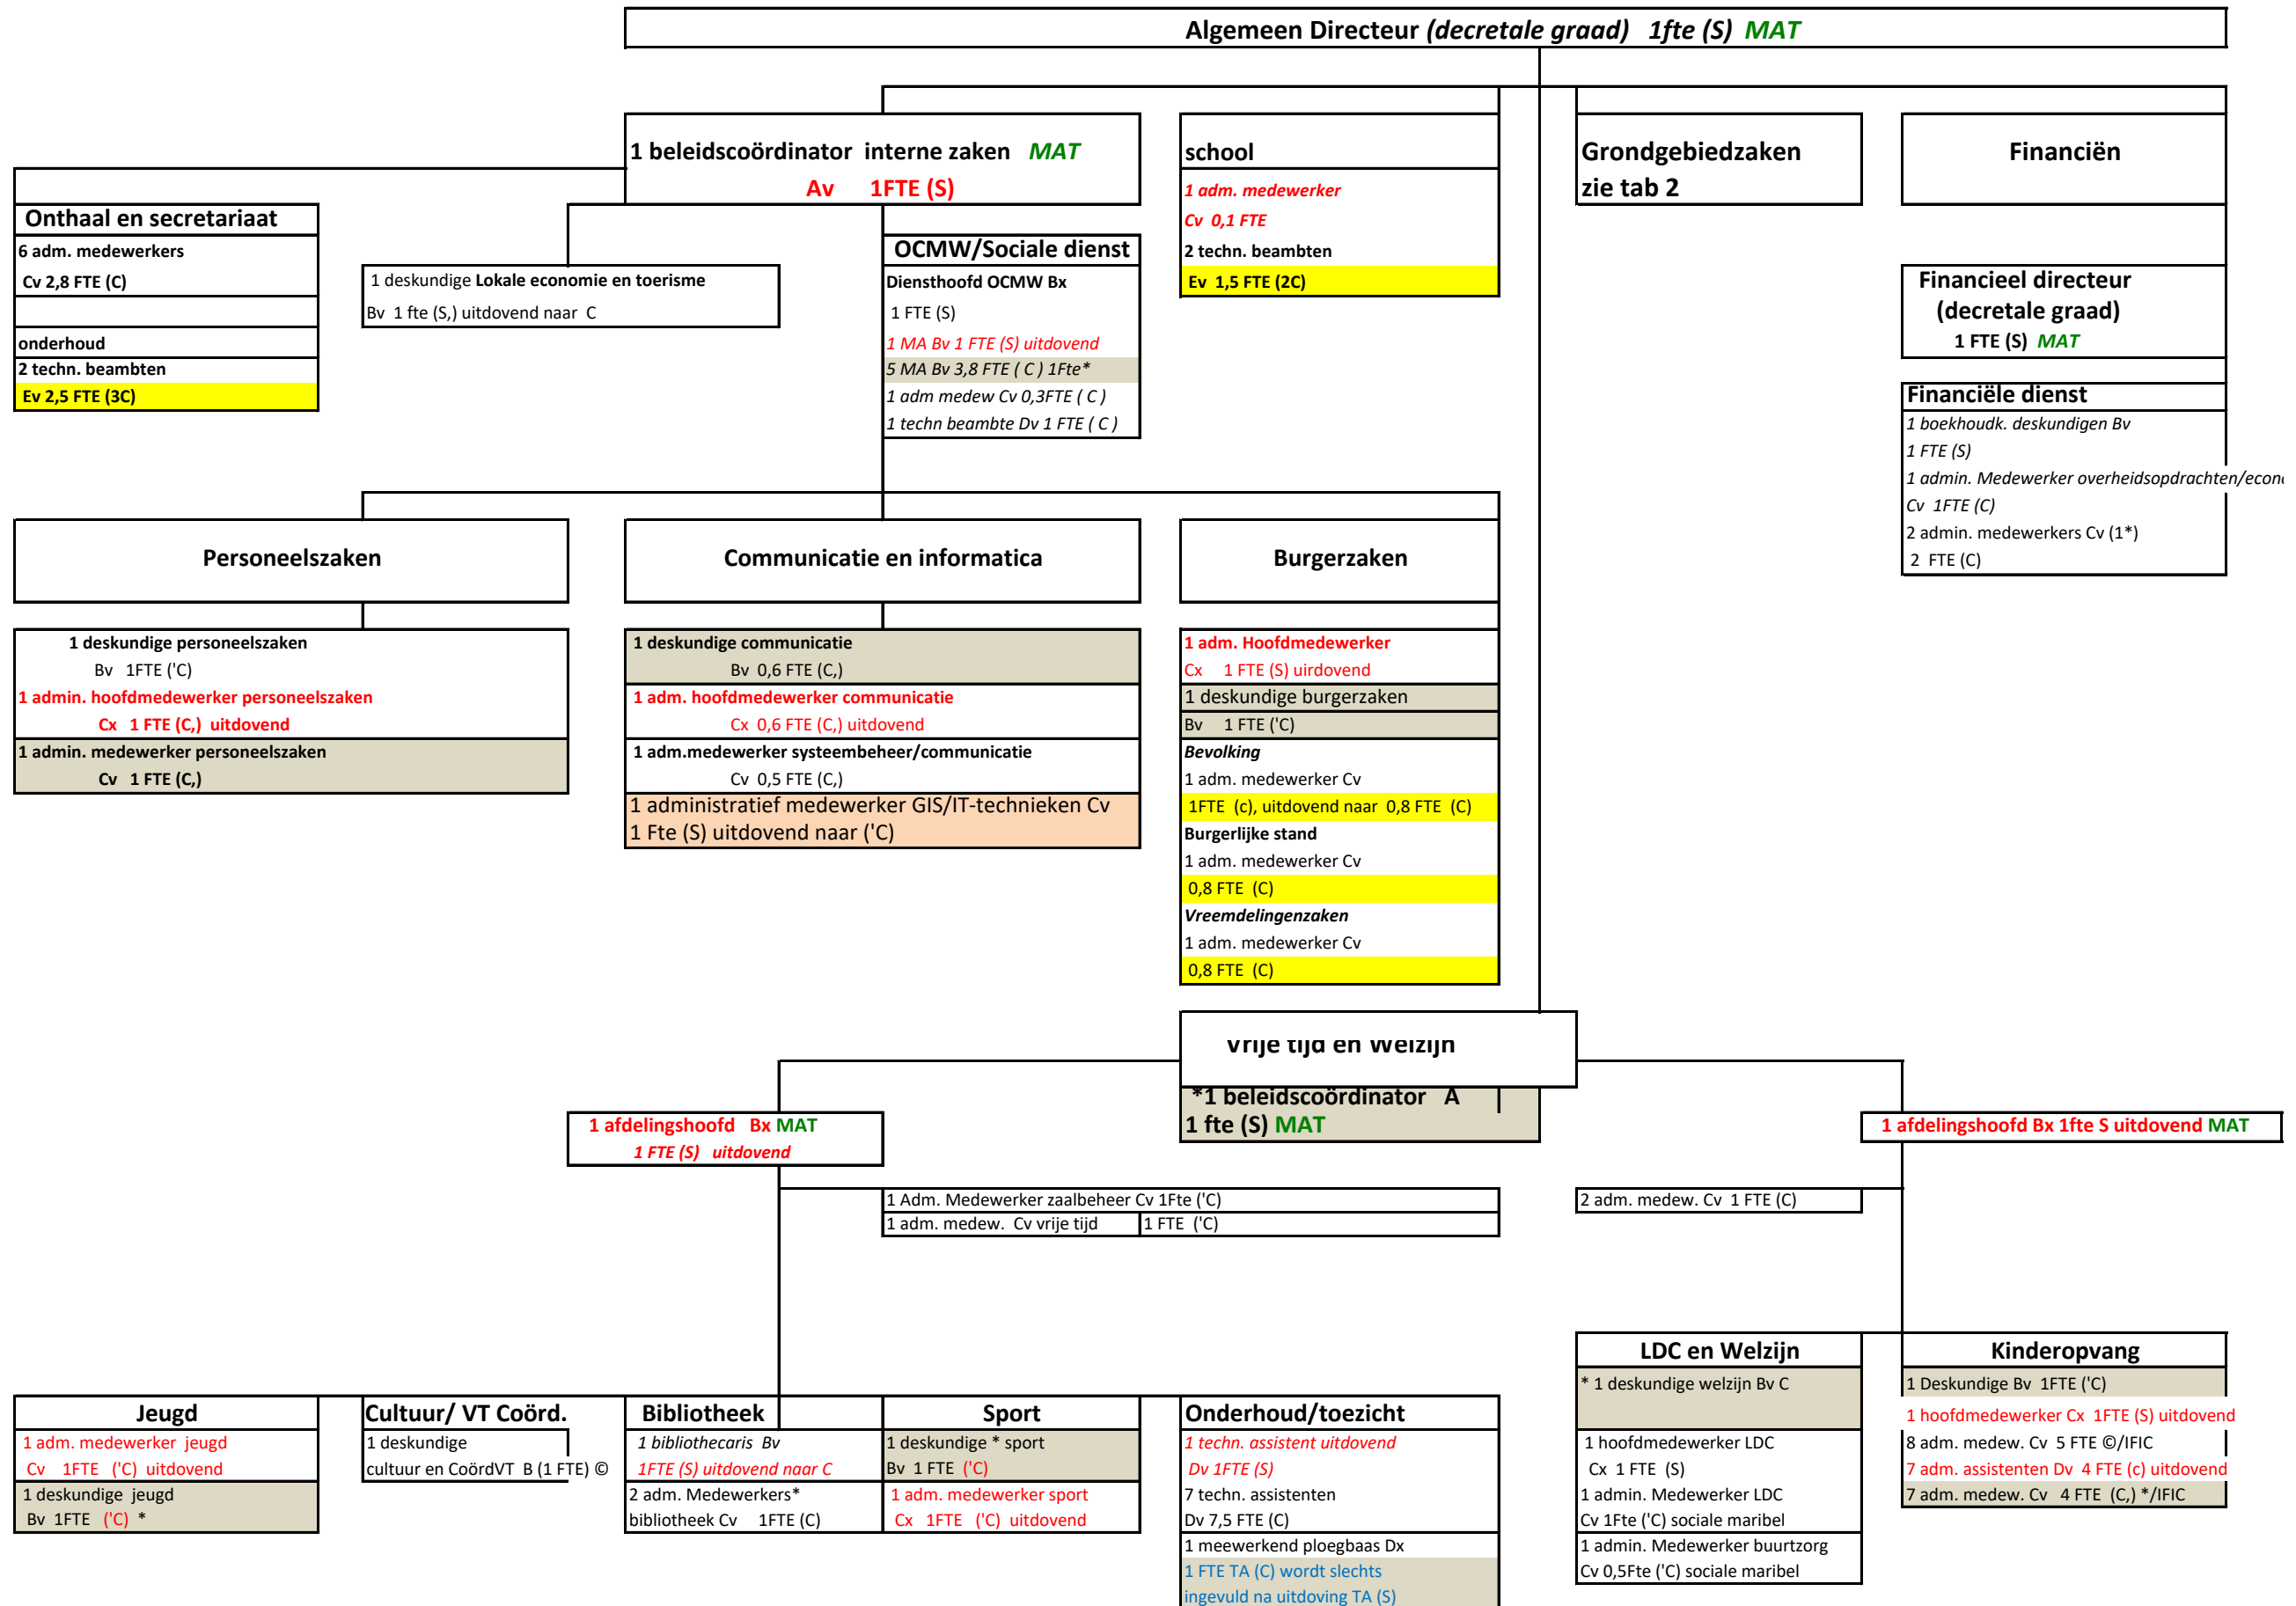 Algemeen Directeur (decretale graad) 1fte (S) MAT
1 beleidscoördinator interne zaken MAT
Av 1FTE (S)
school
1 adm. medewerker
Cv 0,1 FTE
2 techn. beambten
Ev 1,5 FTE (2C)
Grondgebiedzaken
zie tab 2
Financiën
Onthaal en secretariaat
6 adm. medewerkers
Cv 2,8 FTE (C)
onderhoud
2 techn. beambten
Ev 2,5 FTE (3C)
1 deskundige Lokale economie en toerisme
Bv 1 fte (S,) uitdovend naar C
OCMW/Sociale dienst
Diensthoofd OCMW Bx
1 FTE (S)
1 MA Bv 1 FTE (S) uitdovend
5 MA Bv 3,8 FTE ( C ) 1Fte*
1 adm medew Cv 0,3FTE ( C )
1 techn beambte Dv 1 FTE ( C )
Financieel directeur
(decretale graad)
1 FTE (S) MAT
Financiële dienst
1 boekhoudk. deskundigen Bv
1 FTE (S)
1 admin. Medewerker overheidsopdrachten/econ
Cv 1FTE (C)
2 admin. medewerkers Cv (1*)
2 FTE (C)
Personeelszaken
Communicatie en informatica
Burgerzaken
1 deskundige personeelszaken
Bv 1FTE ('C)
1 admin. hoofdmedewerker personeelszaken
Cx 1 FTE (C,) uitdovend
1 admin. medewerker personeelszaken
Cv 1 FTE (C,)
1 deskundige communicatie
Bv 0,6 FTE (C,)
1 adm. hoofdmedewerker communicatie
Cx 0,6 FTE (C,) uitdovend
1 adm.medewerker systeembeheer/communicatie
Cv 0,5 FTE (C,)
1 administratief medewerker GIS/IT-technieken Cv
1 Fte (S) uitdovend naar ('C)
1 adm. Hoofdmedewerker
Cx 1 FTE (S) uirdovend
1 deskundige burgerzaken
Bv 1 FTE ('C)
Bevolking
1 adm. medewerker Cv
1FTE (c), uitdovend naar 0,8 FTE (C)
Burgerlijke stand
1 adm. medewerker Cv
0,8 FTE (C)
Vreemdelingenzaken
1 adm. medewerker Cv
0,8 FTE (C)
Vrije tijd en Welzijn
*1 beleidscoördinator A
1 fte (S) MAT
1 afdelingshoofd Bx MAT
1 FTE (S) uitdovend
1 afdelingshoofd Bx 1fte S uitdovend MAT
1 Adm. Medewerker zaalbeheer Cv 1Fte ('C)
1 adm. medew. Cv vrije tijd 1 FTE ('C)
2 adm. medew. Cv 1 FTE (C)
Jeugd
1 adm. medewerker jeugd
Cv 1FTE ('C) uitdovend
1 deskundige jeugd
Bv 1FTE ('C) *
Cultuur/ VT Coörd.
1 deskundige
cultuur en CoördVT B (1 FTE) ©
Bibliotheek
1 bibliothecaris Bv
1FTE (S) uitdovend naar C
2 adm. Medewerkers*
bibliotheek Cv 1FTE (C)
Sport
1 deskundige * sport
Bv 1 FTE ('C)
1 adm. medewerker sport
Cx 1FTE ('C) uitdovend
Onderhoud/toezicht
1 techn. assistent uitdovend
Dv 1FTE (S)
7 techn. assistenten
Dv 7,5 FTE (C)
1 meewerkend ploegbaas Dx
1 FTE TA (C) wordt slechts
ingevuld na uitdoving TA (S)
LDC en Welzijn
* 1 deskundige welzijn Bv C
1 hoofdmedewerker LDC
Cx 1 FTE (S)
1 admin. Medewerker LDC
Cv 1Fte ('C) sociale maribel
1 admin. Medewerker buurtzorg
Cv 0,5Fte ('C) sociale maribel
Kinderopvang
1 Deskundige Bv 1FTE ('C)
1 hoofdmedewerker Cx 1FTE (S) uitdovend
8 adm. medew. Cv 5 FTE ©/IFIC
7 adm. assistenten Dv 4 FTE (c) uitdovend
7 adm. medew. Cv 4 FTE (C,) */IFIC